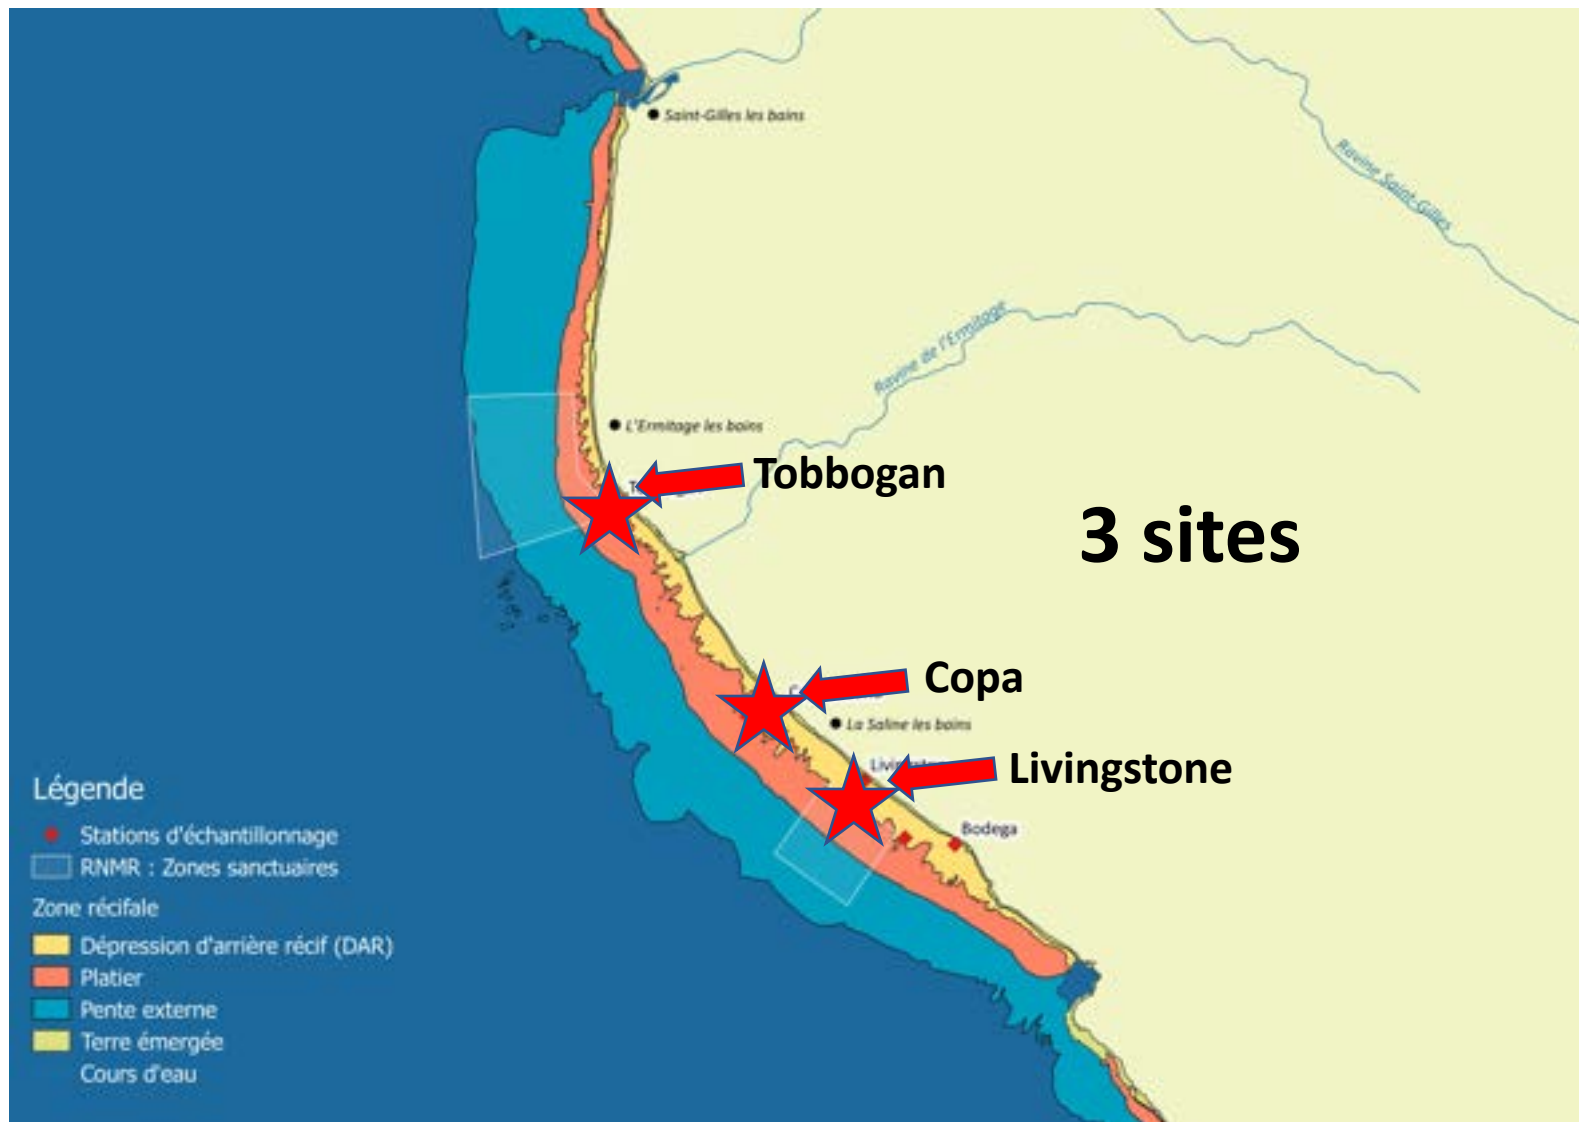 Saint-Gilles les bains
Ravine Saint-Gilles
Ravine de l'Ermitage
L'Ermitage les bains
Tobbogan
3 sites
Copa
La Saline les bains
Livingstone
Bodega
Légende
Stations d'échantillonnage
RNMR : Zones sanctuaires
Zone récifale
Dépression d'arrière récif (DAR)
Platier
Pente externe
Terre émergée
Cours d'eau